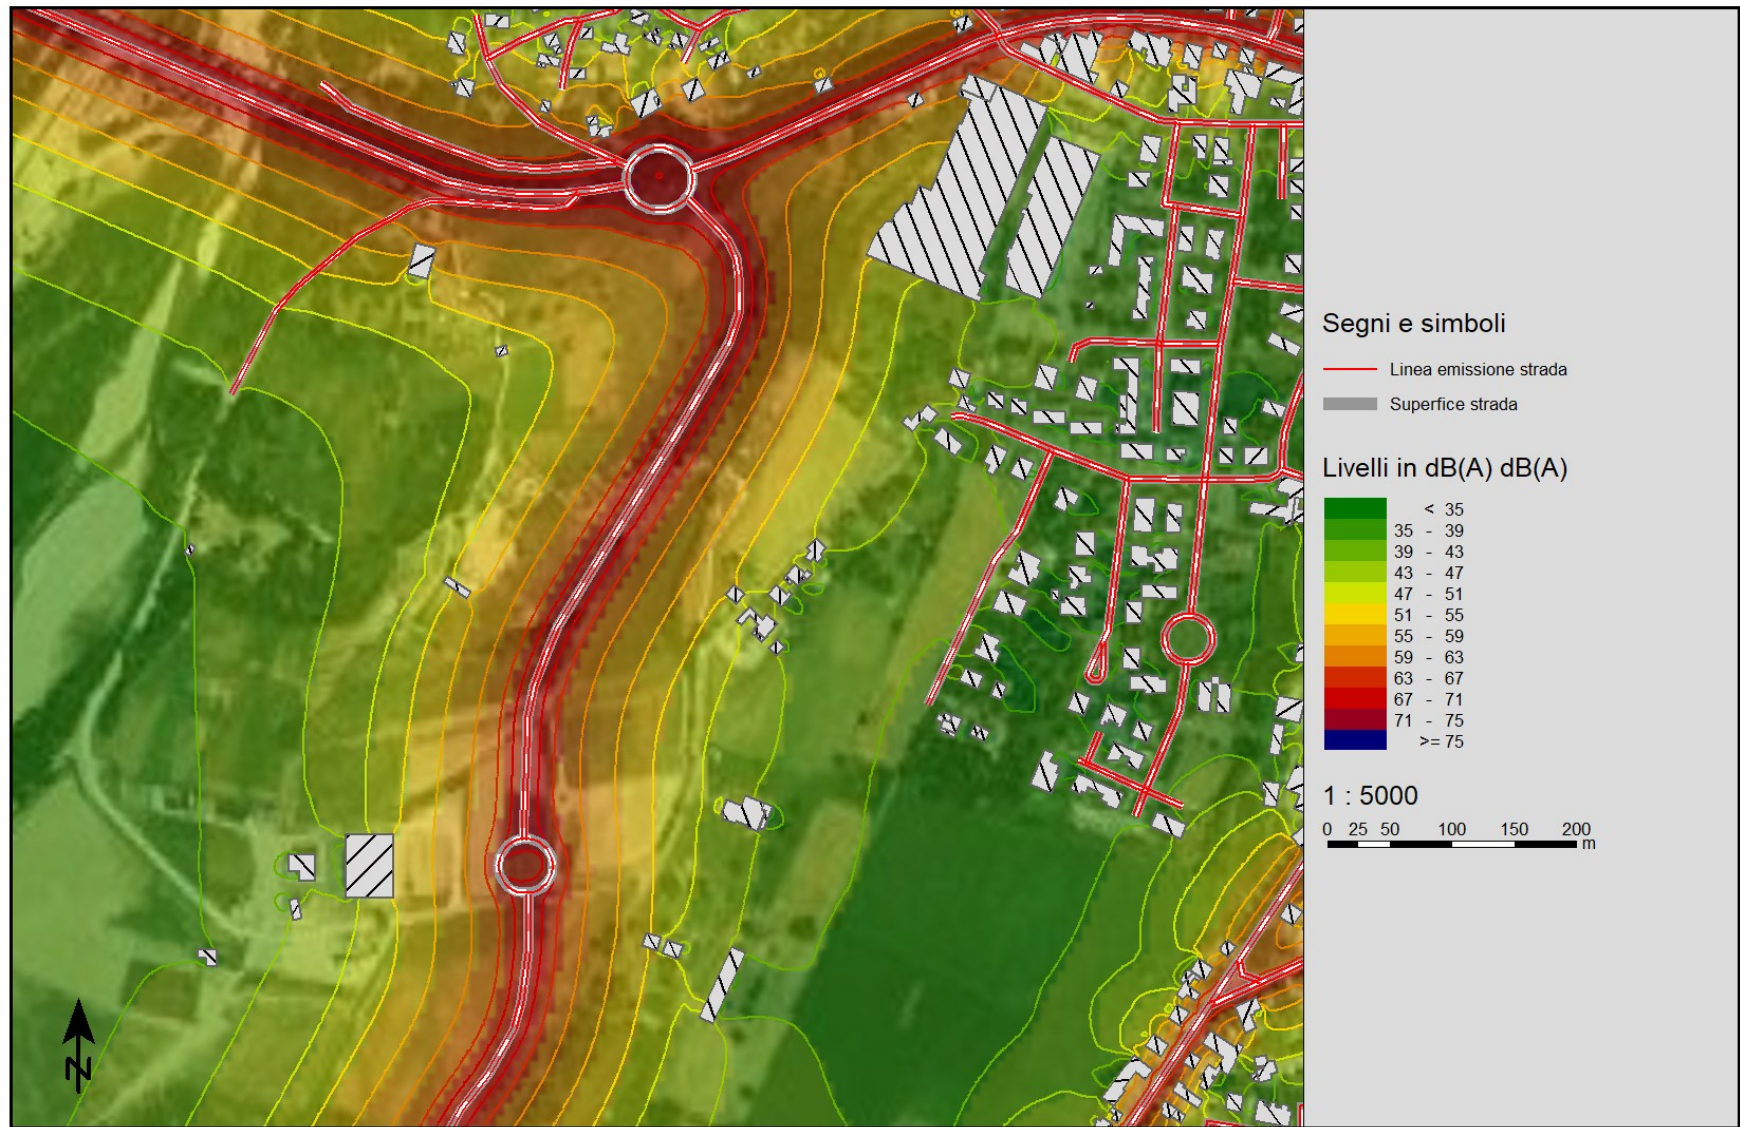 Segni e simboli
Linea emissione strada
Superfice strada
Livelli in dB(A) dB(A)
< 35
35 - 39
39 - 43
43 - 47
47 - 51
51 - 55
55 - 59
59 - 63
63 - 67
67 - 71
71 - 75
>= 75
1 : 5000
0 25 50 100 150 200
m
N